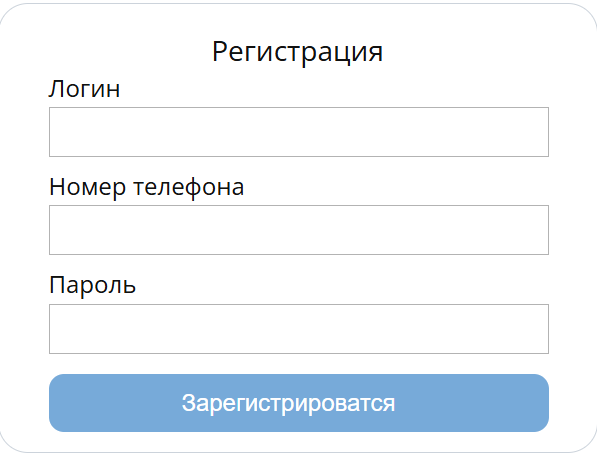 Регистрация
Логин
Номер телефона
Пароль
Зарегистрироватся